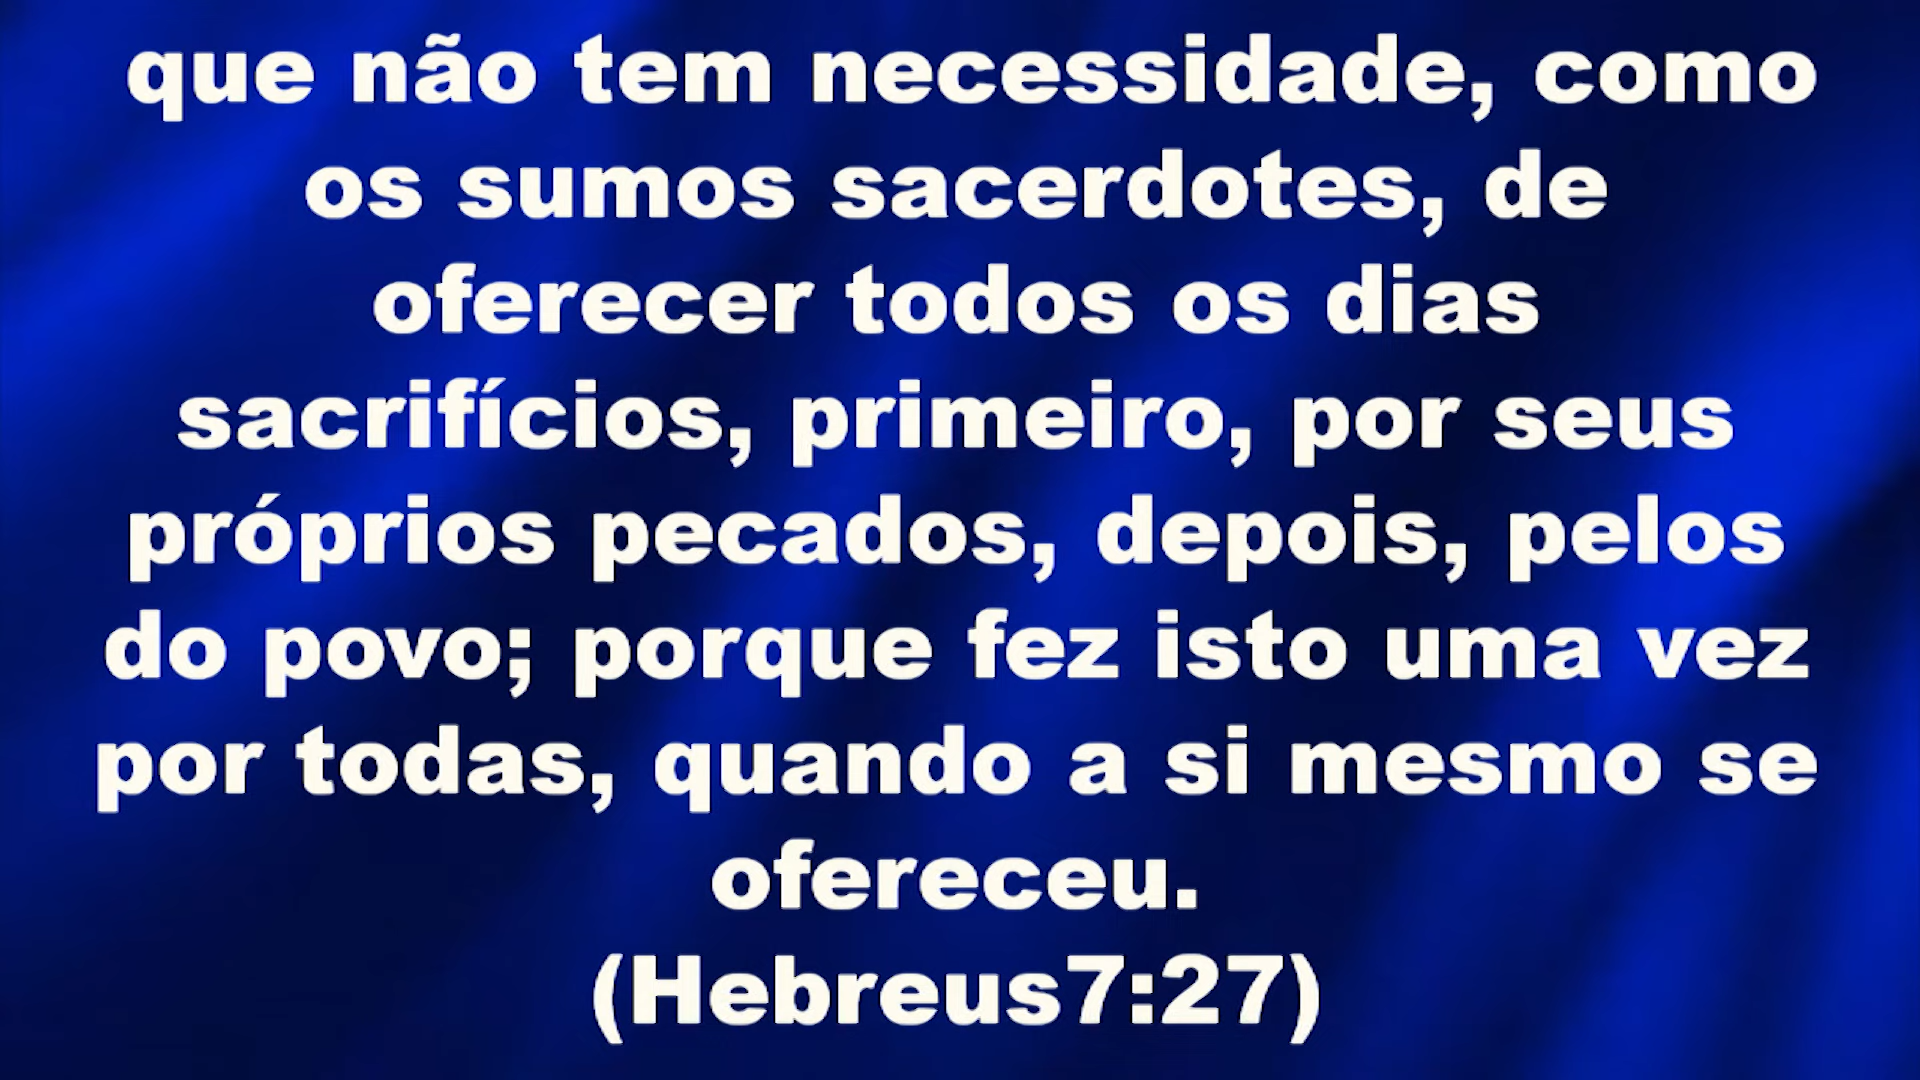 que não tem necessidade, como
os sumos sacerdotes, de
oferecer todos os dias
sacrifícios, primeiro, por seus
próprios pecados, depois, pelos
do povo; porque fez isto uma vez
por todas, quando a si mesmo se
ofereceu.
(Hebreus7:27)